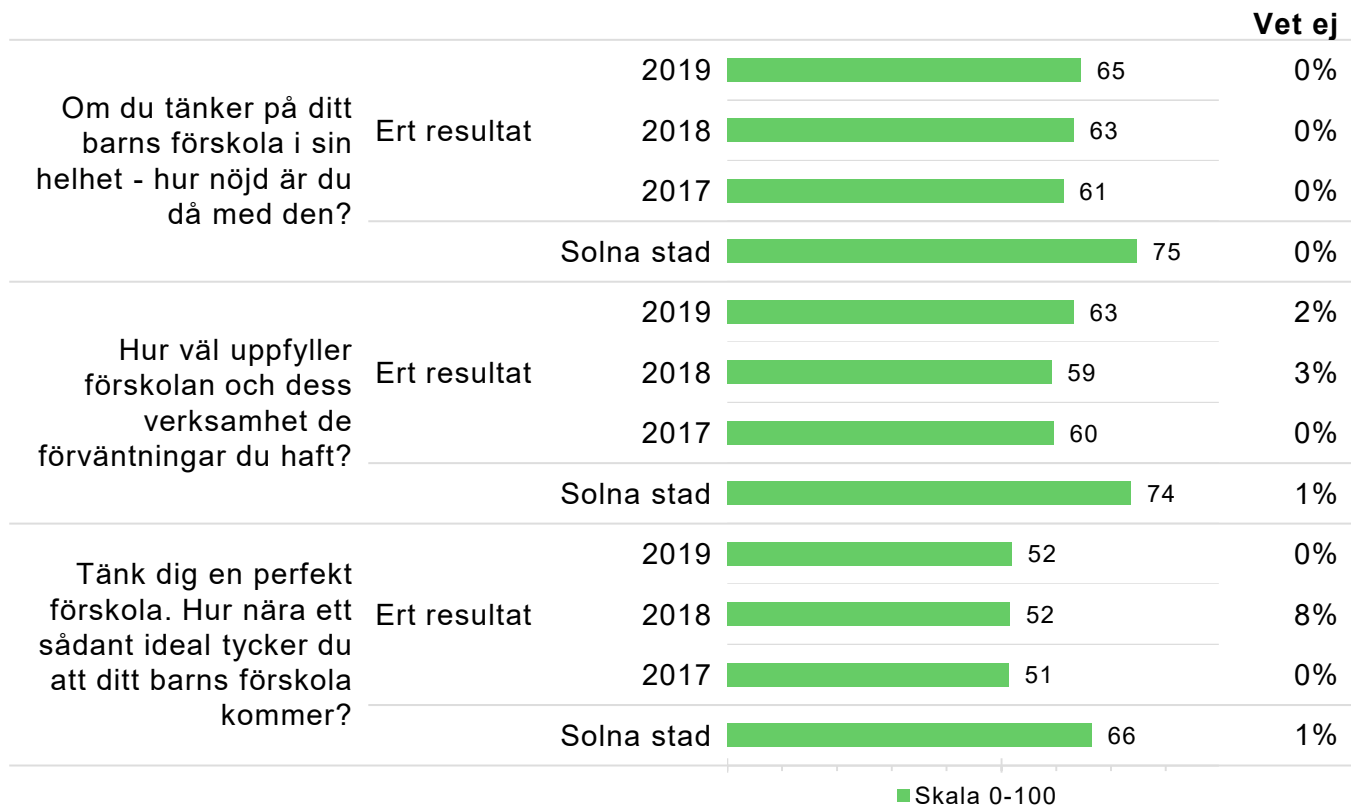 Vet ej
Om du tänker på ditt
barns förskola i sin
helhet - hur nöjd är du
då med den?
Ert resultat
2019 65 0%
2018 63 0%
2017 61 0%
Solna stad 75 0%
Hur väl uppfyller
förskolan och dess
verksamhet de
förväntningar du haft?
Ert resultat
2019 63 2%
2018 59 3%
2017 60 0%
Solna stad 74 1%
Tänk dig en perfekt
förskola. Hur nära ett
sådant ideal tycker du
att ditt barns förskola
kommer?
Ert resultat
2019 52 0%
2018 52 8%
2017 51 0%
Solna stad 66 1%
Skala 0-100